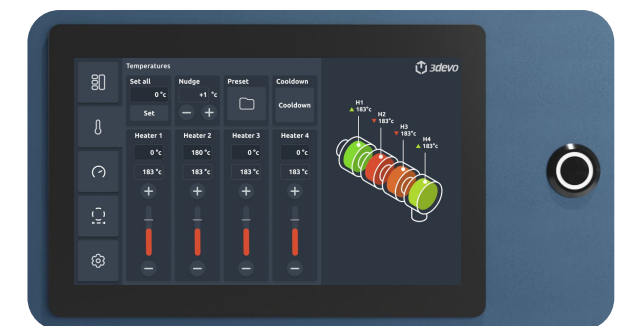 Temperatures
3devo
Set all
Nudge
Preset
Cooldown
0 °c
+1 °c
Set
Cooldown
Heater 1
Heater 2
Heater 3
Heater 4
0 °c
180 °c
0 °c
0 °c
183 °c
183 °c
183 °c
183 °c
H1
183°c
H2
183°c
H3
183°c
H4
183°c